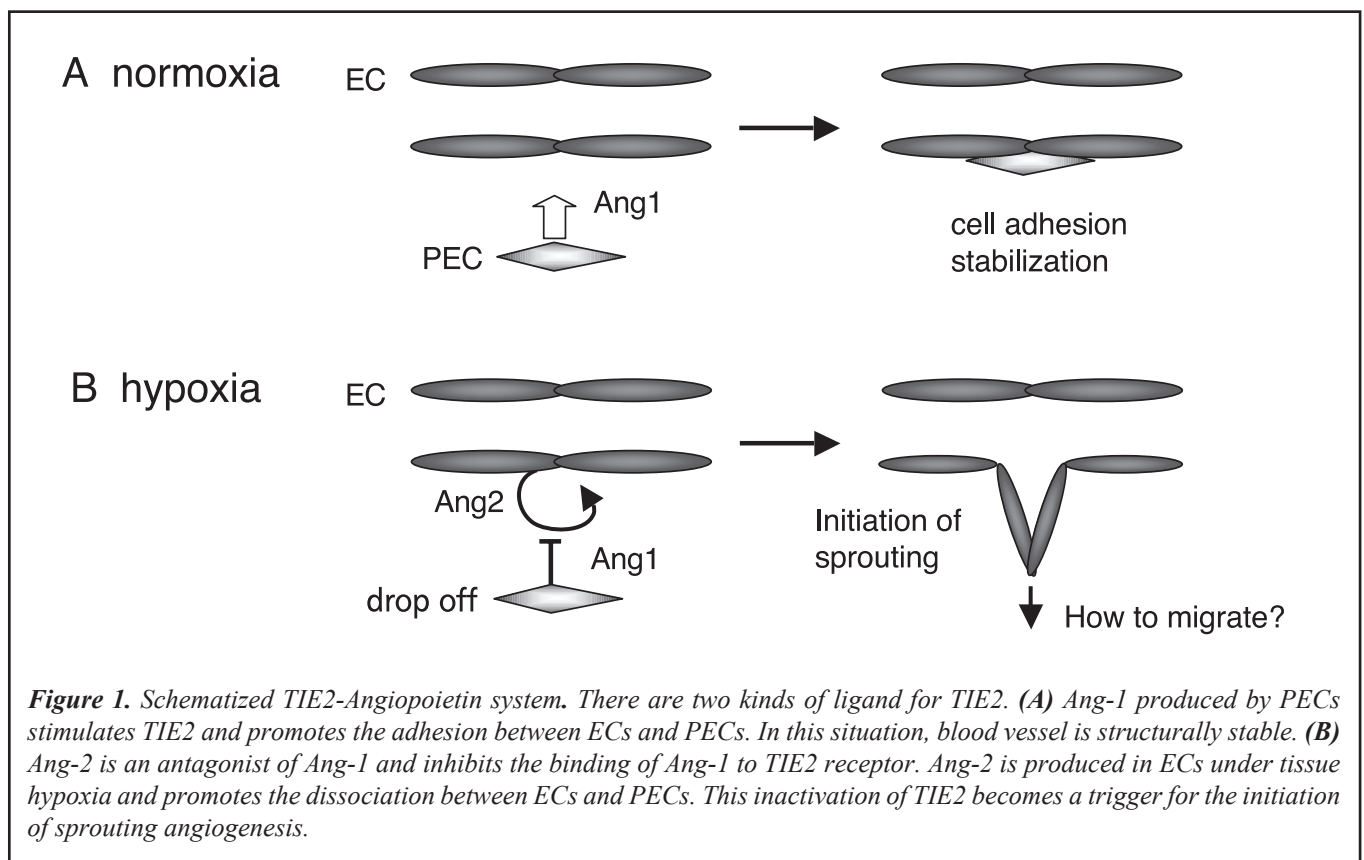 A normoxia
EC
Ang1
PEC
cell adhesion
stabilization
B hypoxia
EC
Ang2
Ang1
drop off
Initiation of
sprouting
How to migrate?
Figure 1. Schematized TIE2-Angiopoietin system. There are two kinds of ligand for TIE2. (A) Ang-1 produced by PECs
stimulates TIE2 and promotes the adhesion between ECs and PECs. In this situation, blood vessel is structurally stable. (B)
Ang-2 is an antagonist of Ang-1 and inhibits the binding of Ang-1 to TIE2 receptor. Ang-2 is produced in ECs under tissue
hypoxia and promotes the dissociation between ECs and PECs. This inactivation of TIE2 becomes a trigger for the initiation
of sprouting angiogenesis.